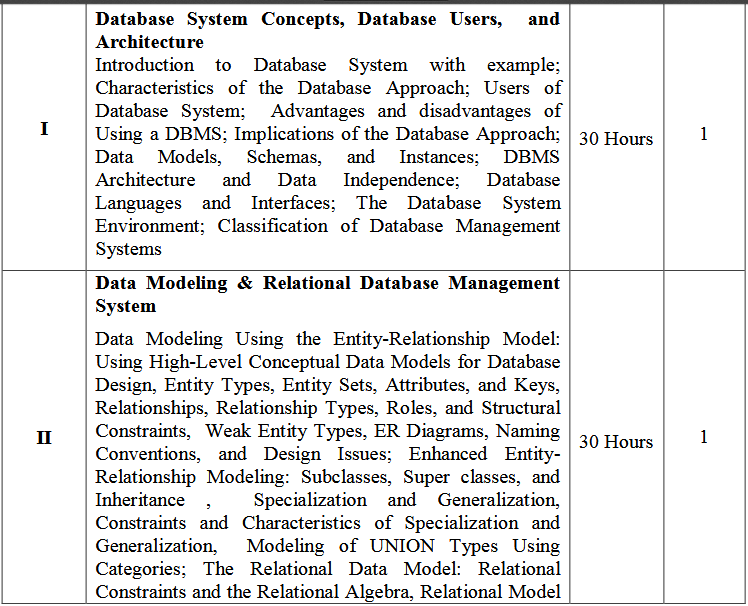 Database System Concepts, Database Users, and
Architecture
Introduction to Database System with example;
Characteristics of the Database Approach; Users of
Database System; Advantages and disadvantages of
Using a DBMS; Implications of the Database Approach;
Data Models, Schemas, and Instances; DBMS
Architecture and Data Independence; Database
Languages and Interfaces; The Database System
Environment; Classification of Database Management
Systems
I
30 Hours
1
Data Modeling & Relational Database Management
System
Data Modeling Using the Entity-Relationship Model:
Using High-Level Conceptual Data Models for Database
Design, Entity Types, Entity Sets, Attributes, and Keys,
Relationships, Relationship Types, Roles, and Structural
Constraints, Weak Entity Types, ER Diagrams, Naming
Conventions, and Design Issues; Enhanced Entity-
Relationship Modeling: Subclasses, Super classes, and
Inheritance , Specialization and Generalization,
Constraints and Characteristics of Specialization and
Generalization, Modeling of UNION Types Using
Categories; The Relational Data Model: Relational
Constraints and the Relational Algebra, Relational Model
II
30 Hours
1